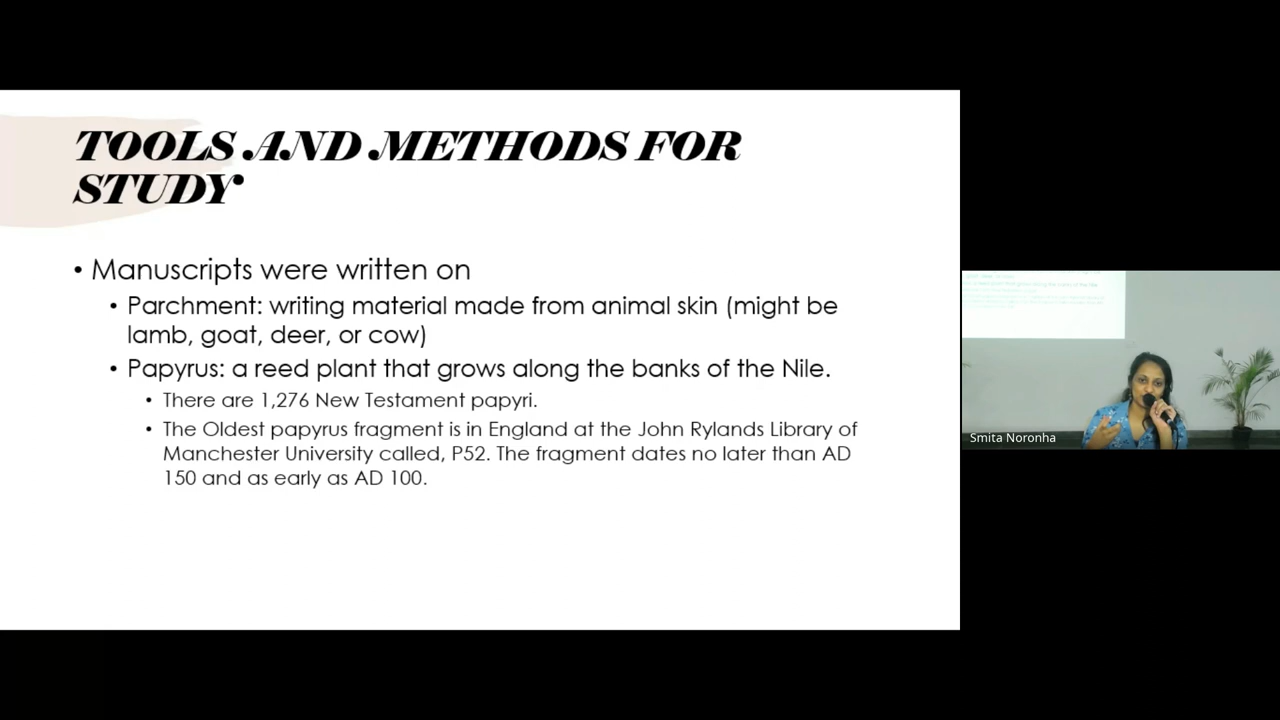 TOOLS AND METHODS FOR
STUDY
• Manuscripts were written on
• Parchment: writing material made from animal skin (might be
lamb, goat, deer, or cow)
• Papyrus: a reed plant that grows along the banks of the Nile.
• There are 1,276 New Testament papyri.
• The Oldest papyrus fragment is in England at the John Rylands Library of
Manchester University called, P52. The fragment dates no later than AD
150 and as early as AD 100.
Smita Noronha